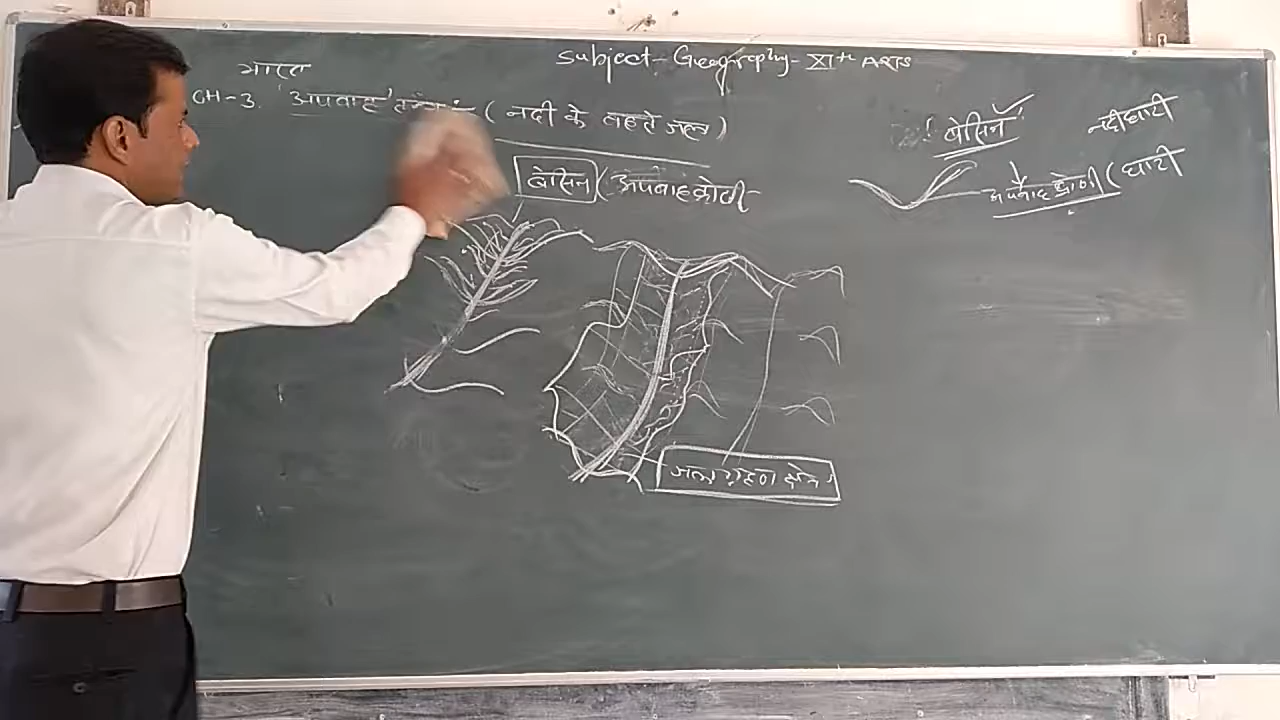 Subject - Geography - XIth ARTS
भारत
CH-3. 'अपवाह' तंत्र :- ( नदी के बहते जल )
बेसिन ( अपवाह द्रोणी
बेसिन
नदी घाटी
अपवाह द्रोणी ( घाटी
जल ग्रहण क्षेत्र